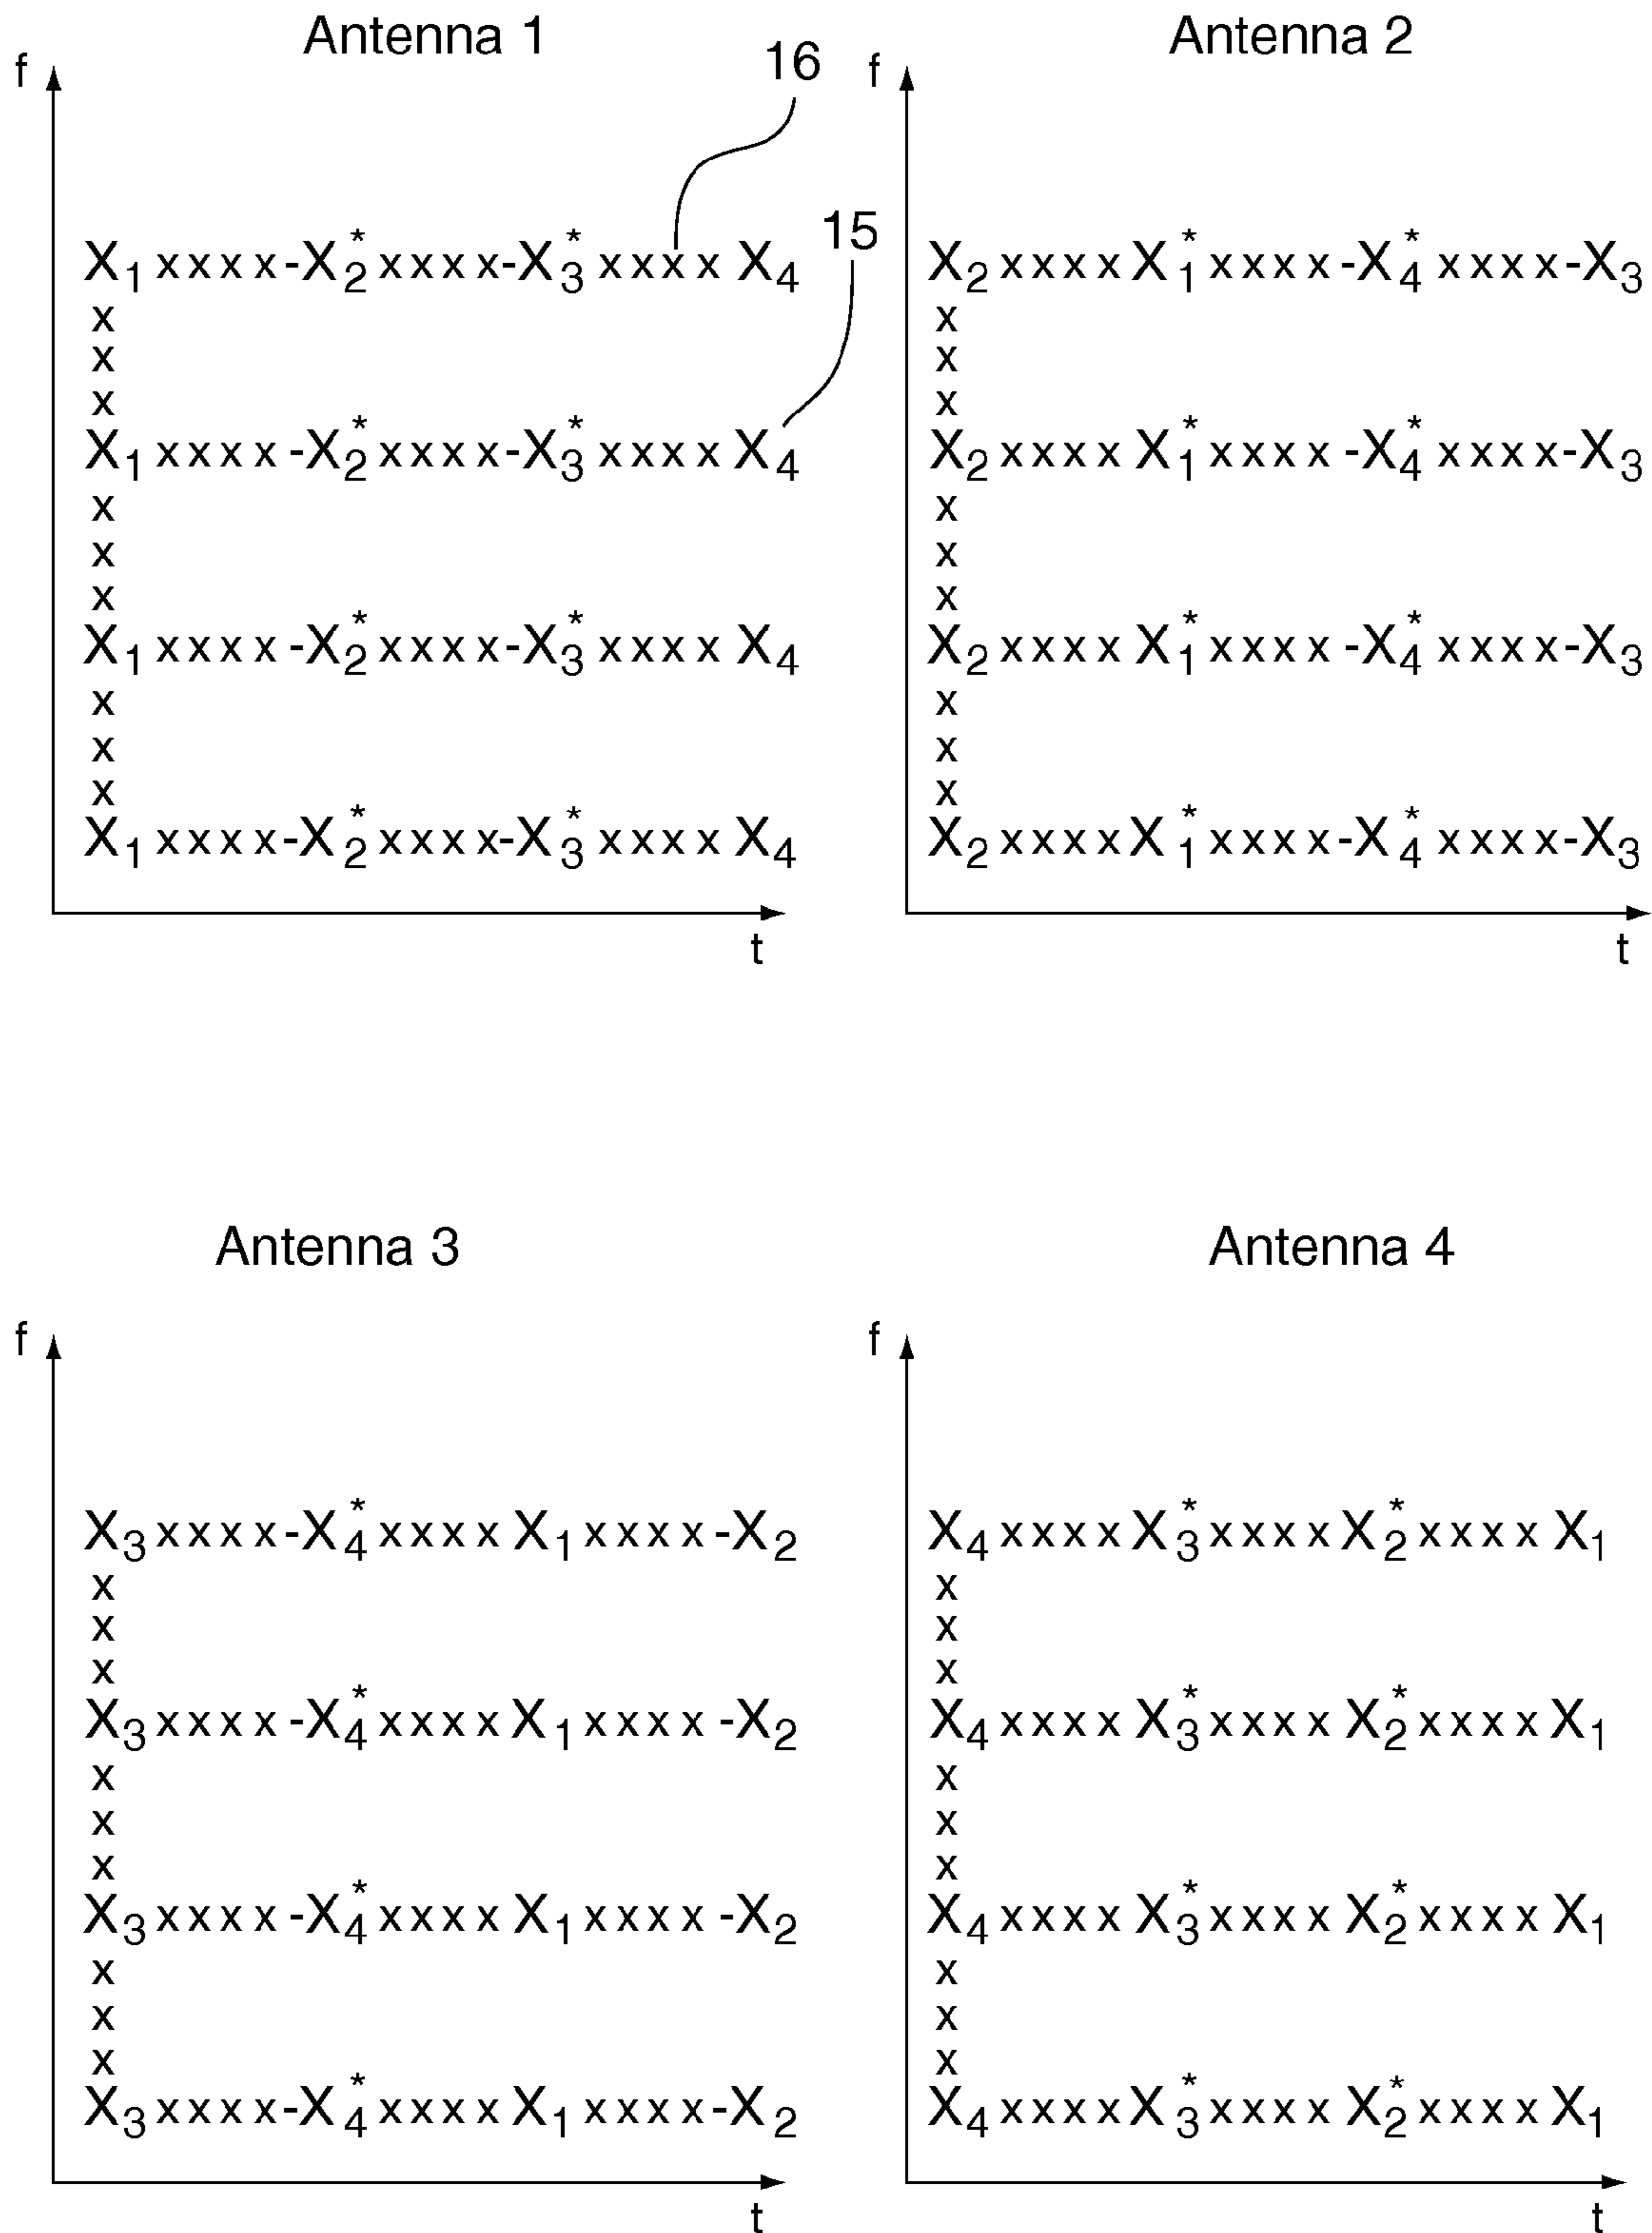 Antenna 1
16
f
15
X₁ x x x x -X₂* x x x x -X₃* x x x x X₄
x
x
x
X₁ x x x x -X₂* x x x x -X₃* x x x x X₄
x
x
x
X₁ x x x x -X₂* x x x x -X₃* x x x x X₄
x
x
x
X₁ x x x x -X₂* x x x x -X₃* x x x x X₄
t
Antenna 2
f
X₂ x x x x X₁* x x x x -X₄* x x x x -X₃
x
x
x
X₂ x x x x X₁* x x x x -X₄* x x x x -X₃
x
x
x
X₂ x x x x X₁* x x x x -X₄* x x x x -X₃
x
x
x
X₂ x x x x X₁* x x x x -X₄* x x x x -X₃
t
Antenna 3
f
X₃ x x x x -X₄* x x x x X₁ x x x x -X₂
x
x
x
X₃ x x x x -X₄* x x x x X₁ x x x x -X₂
x
x
x
X₃ x x x x -X₄* x x x x X₁ x x x x -X₂
x
x
x
X₃ x x x x -X₄* x x x x X₁ x x x x -X₂
t
Antenna 4
f
X₄ x x x x X₃* x x x x X₂* x x x x X₁
x
x
x
X₄ x x x x X₃* x x x x X₂* x x x x X₁
x
x
x
X₄ x x x x X₃* x x x x X₂* x x x x X₁
x
x
x
X₄ x x x x X₃* x x x x X₂* x x x x X₁
t